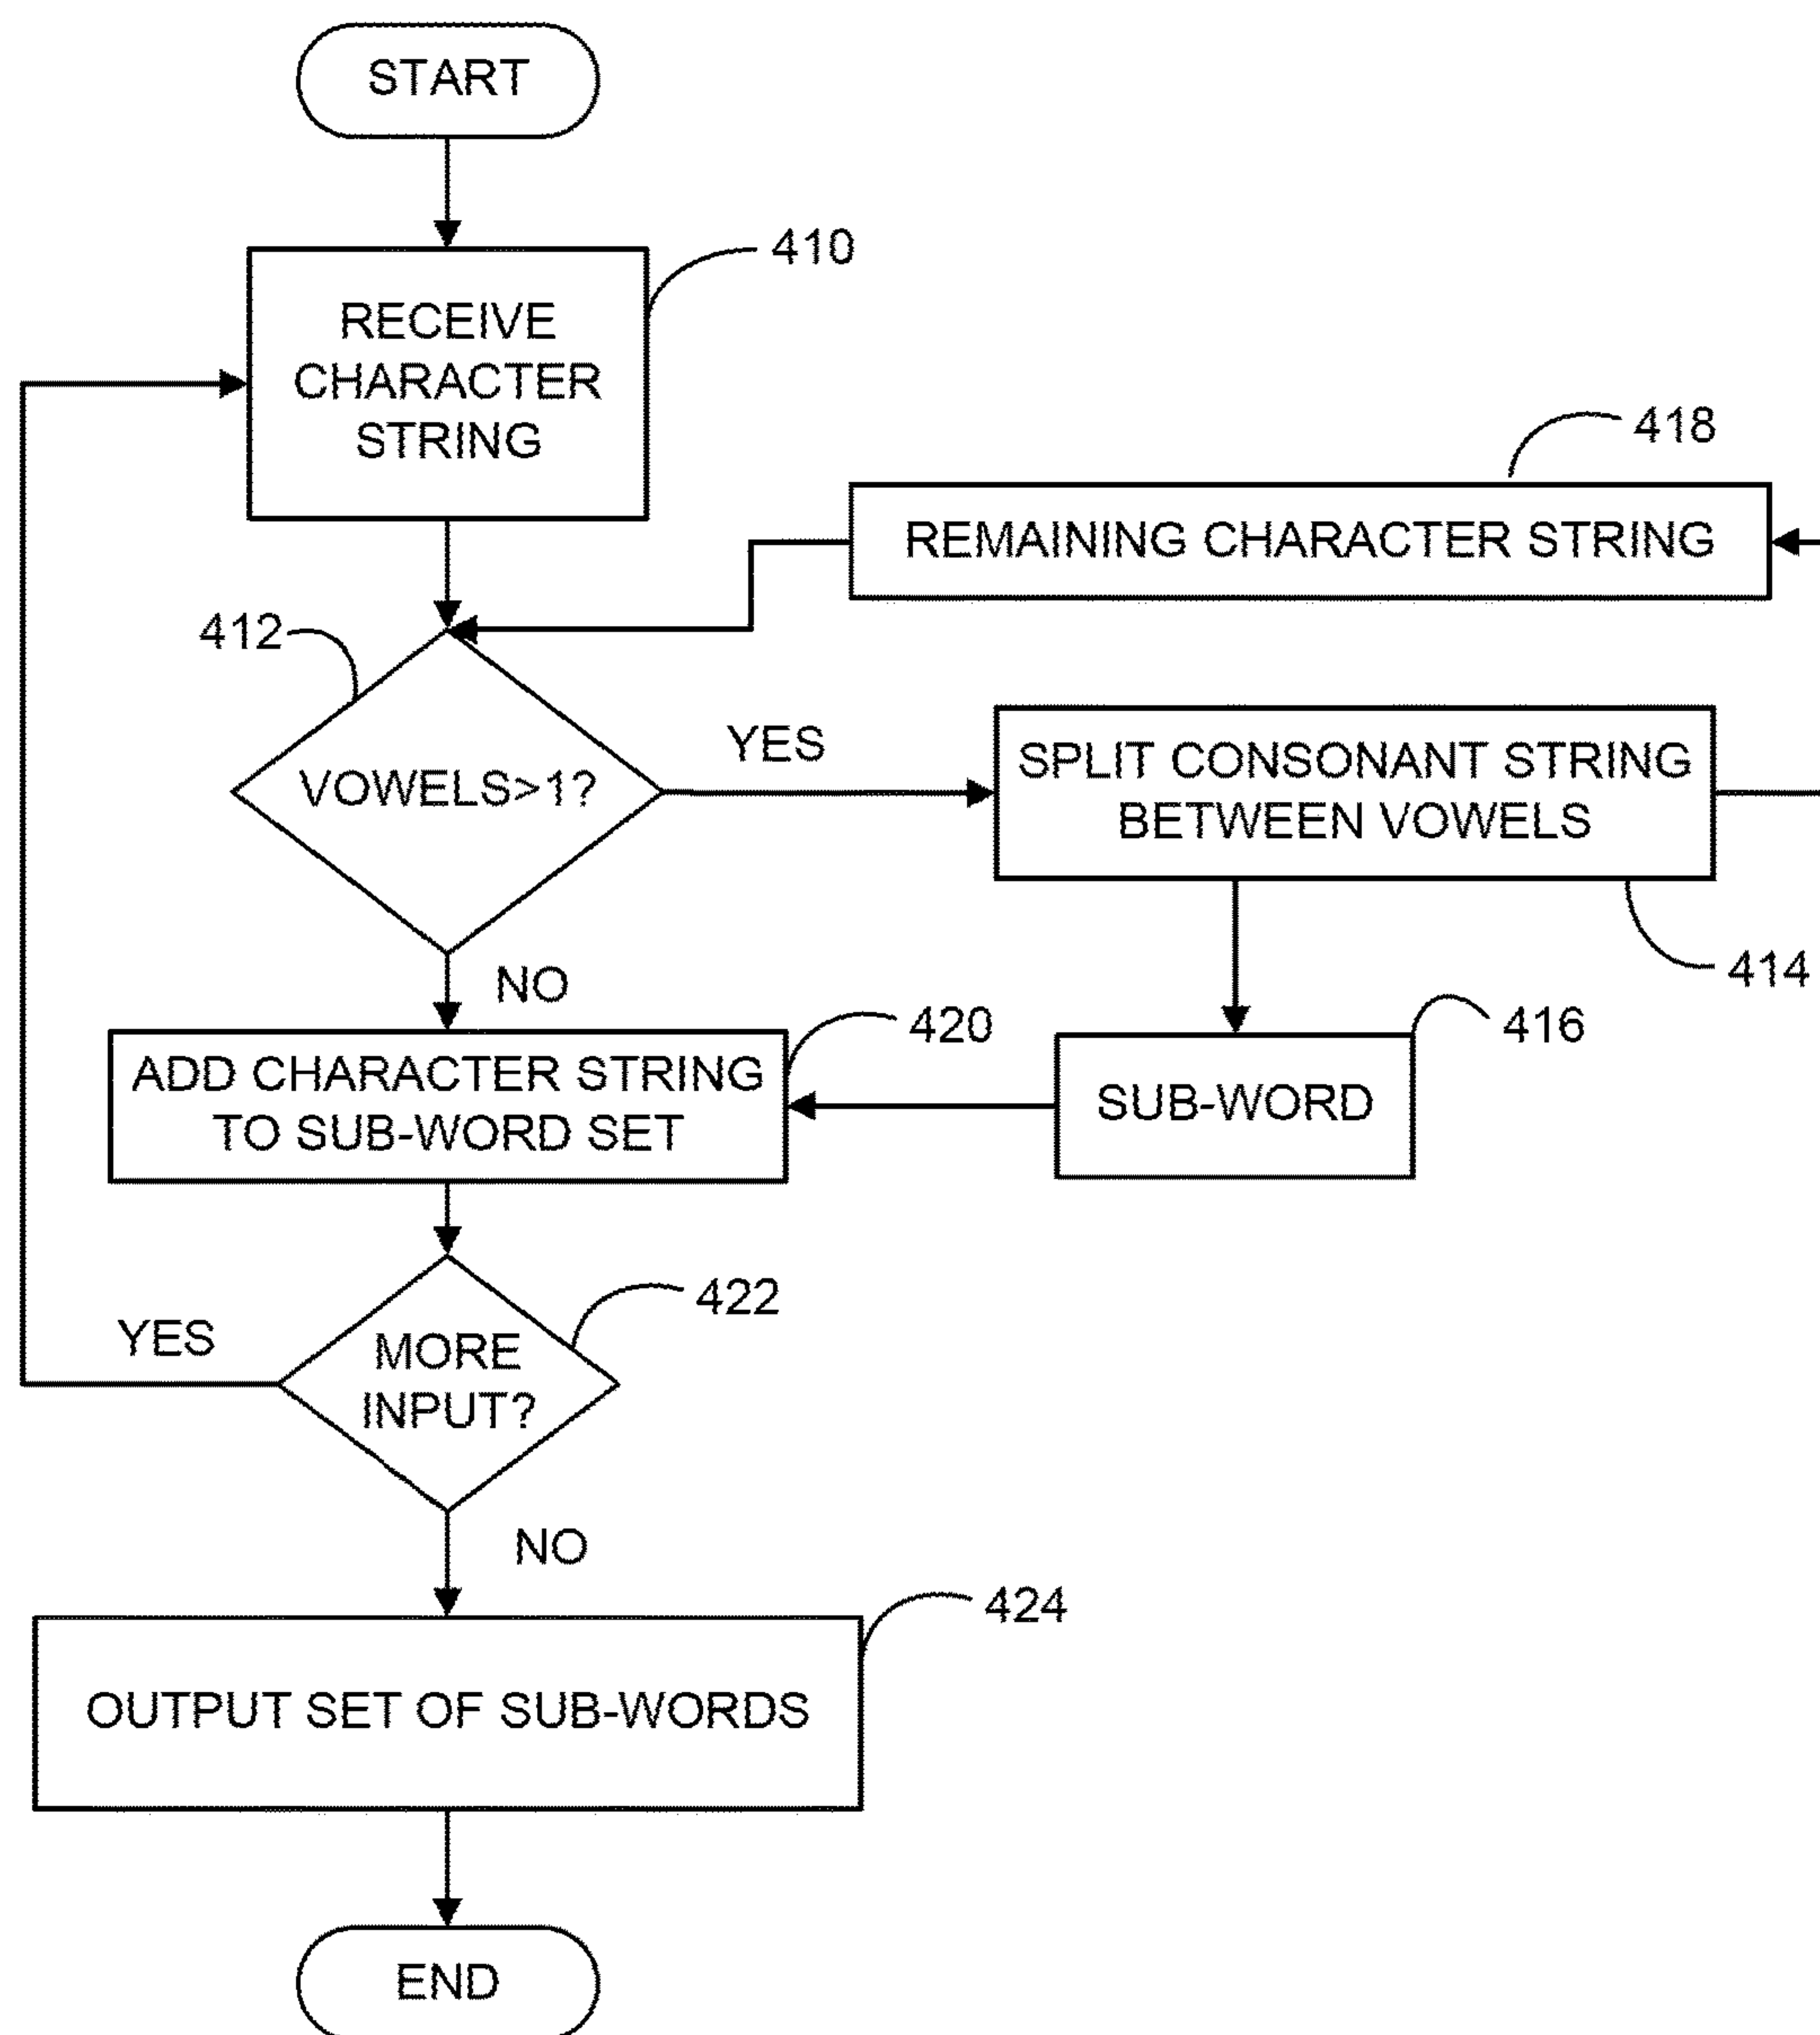 START
410
RECEIVE
CHARACTER
STRING
418
REMAINING CHARACTER STRING
412
VOWELS>1?
YES
SPLIT CONSONANT STRING
BETWEEN VOWELS
414
NO
420
ADD CHARACTER STRING
TO SUB-WORD SET
416
SUB-WORD
422
YES
MORE
INPUT?
NO
424
OUTPUT SET OF SUB-WORDS
END